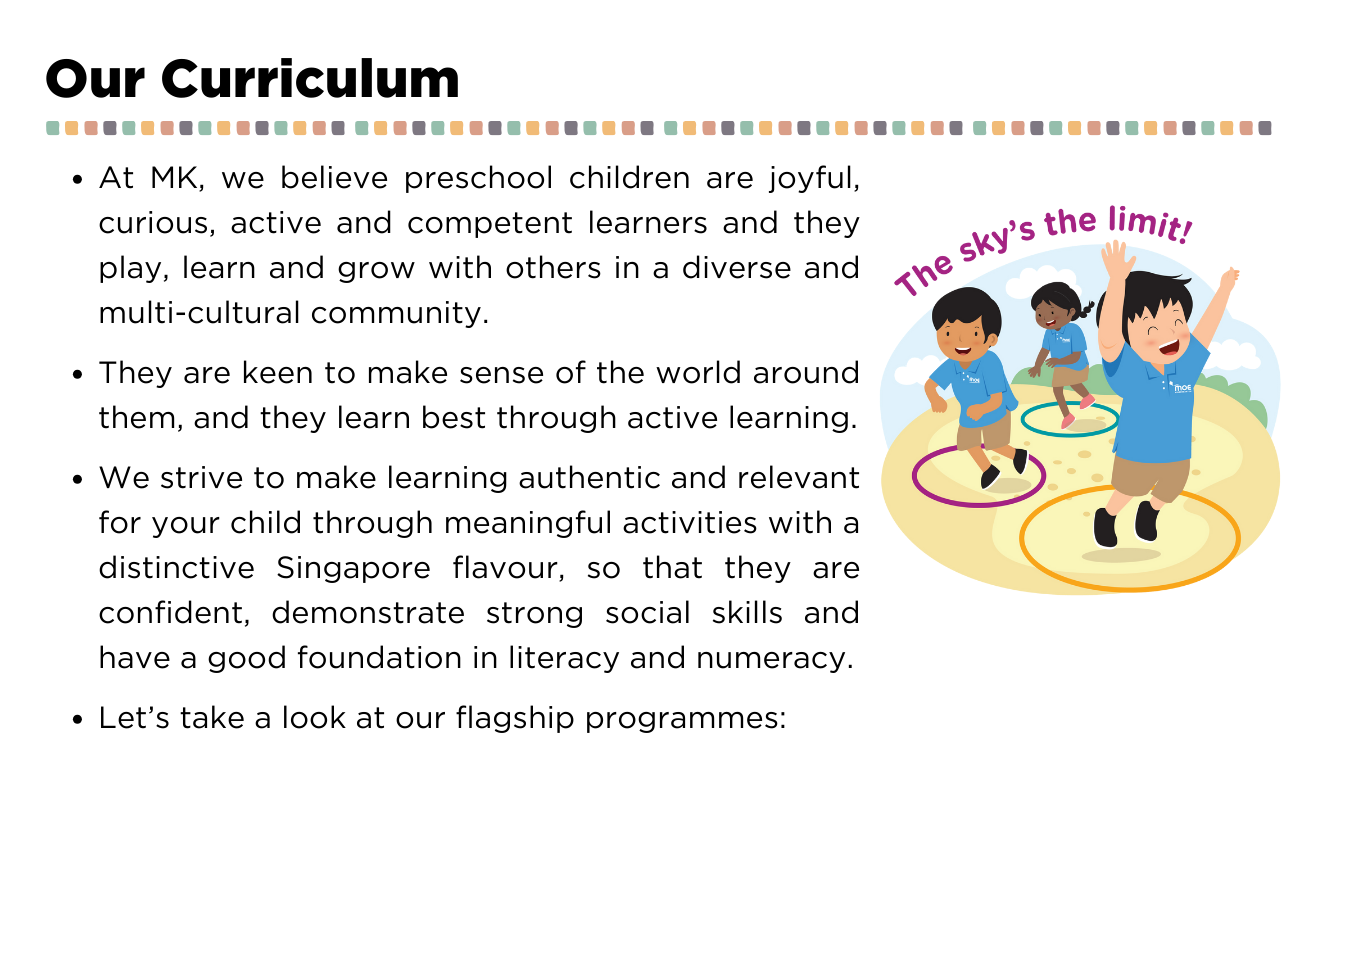 Our Curriculum
• At MK, we believe preschool children are joyful,
curious, active and competent learners and they
play, learn and grow with others in a diverse and
multi-cultural community.
• They are keen to make sense of the world around
them, and they learn best through active learning.
• We strive to make learning authentic and relevant
for your child through meaningful activities with a
distinctive Singapore flavour, so that they are
confident, demonstrate strong social skills and
have a good foundation in literacy and numeracy.
• Let’s take a look at our flagship programmes:
The sky’s the limit!
moe
moe